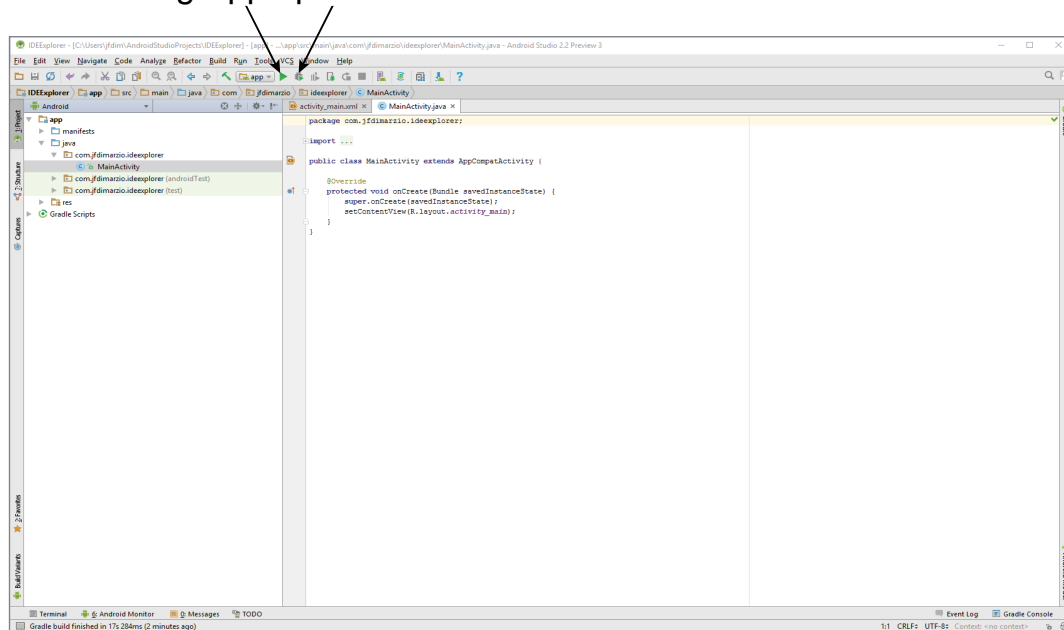 IDEExplorer - [C:\Users\jfdim\AndroidStudioProjects\IDEExplorer] - [app] - ...\app\src\main\java\com\jfdimarzio\ideexplorer\MainActivity.java - Android Studio 2.2 Preview 3
File Edit View Navigate Code Analyze Refactor Build Run Tools VCS Window Help
app
IDEExplorer app src main java com jfdimarzio ideexplorer MainActivity
Android activity_main.xml MainActivity.java
1: Project
2: Structure
Captures
2: Favorites
Build Variants
app
manifests
java
com.jfdimarzio.ideexplorer
MainActivity
com.jfdimarzio.ideexplorer (androidTest)
com.jfdimarzio.ideexplorer (test)
res
Gradle Scripts
package com.jfdimarzio.ideexplorer;
import ...
public class MainActivity extends AppCompatActivity {
@Override
protected void onCreate(Bundle savedInstanceState) {
super.onCreate(savedInstanceState);
setContentView(R.layout.activity_main);
}
}
Terminal 6: Android Monitor 0: Messages TODO Event Log Gradle Console
Gradle build finished in 17s 284ms (2 minutes ago) 1:1 CRLF÷ UTF-8÷ Context: <no context>